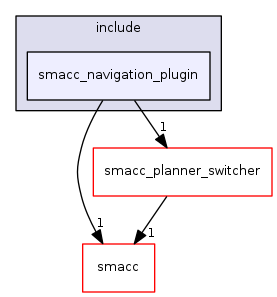 include
smacc_navigation_plugin
1
smacc_planner_switcher
1
1
smacc